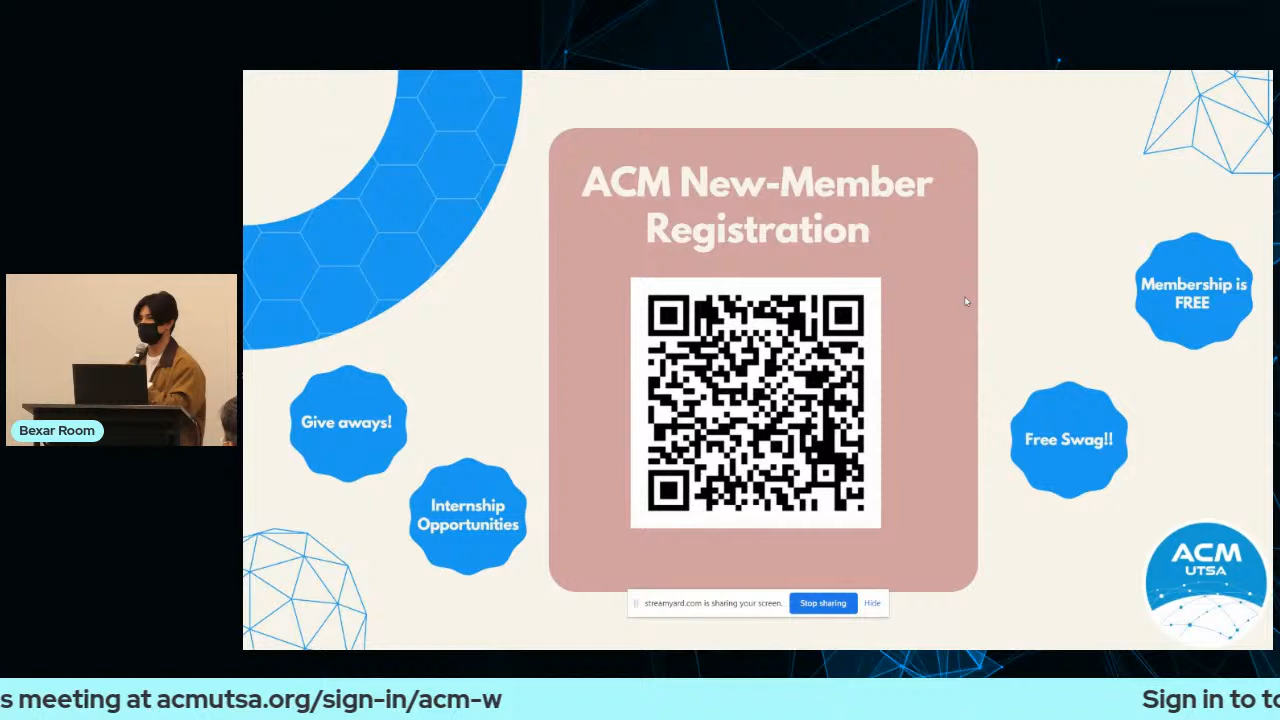 ACM New-Member
Registration
Membership is
FREE
Give aways!
Free Swag!!
Internship
Opportunities
ACM
UTSA
Bexar Room
streamyard.com is sharing your screen.
Stop sharing
Hide
s meeting at acmutsa.org/sign-in/acm-w
Sign in to to